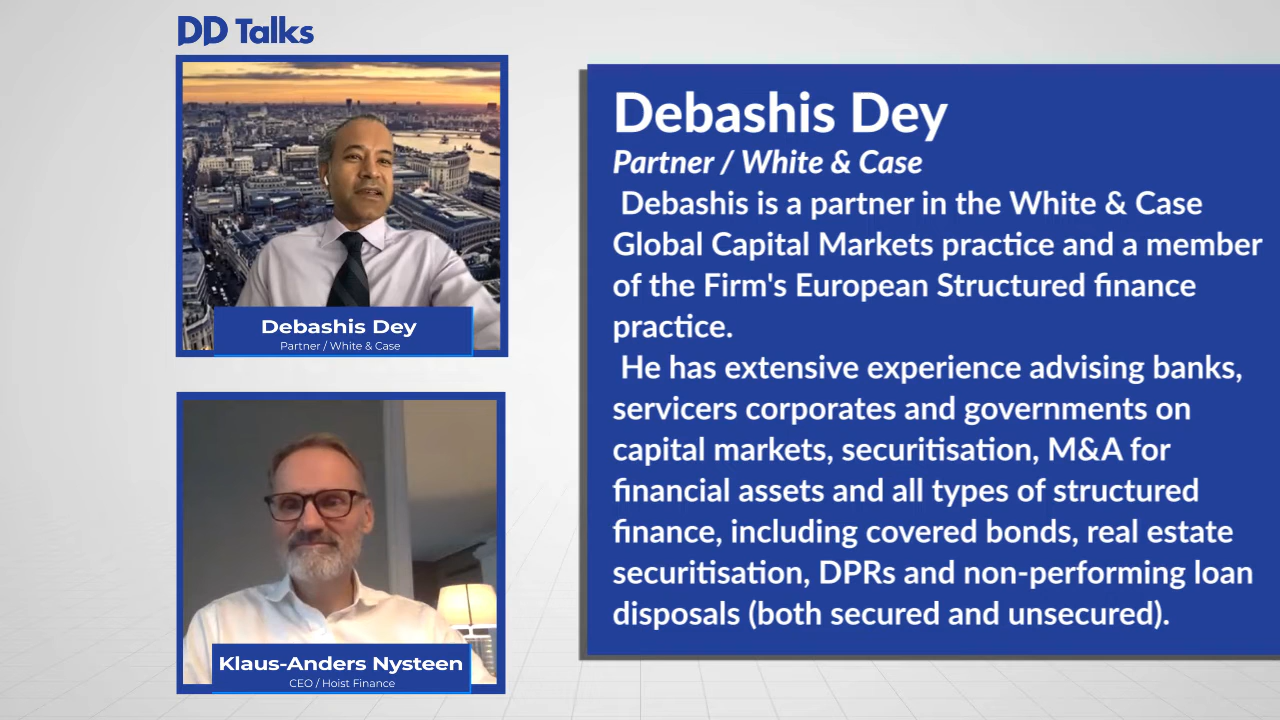 DD Talks
Debashis Dey
Partner / White & Case
Klaus-Anders Nysteen
CEO / Hoist Finance
Debashis Dey
Partner / White & Case
Debashis is a partner in the White & Case
Global Capital Markets practice and a member
of the Firm's European Structured finance
practice.
He has extensive experience advising banks,
servicers corporates and governments on
capital markets, securitisation, M&A for
financial assets and all types of structured
finance, including covered bonds, real estate
securitisation, DPRs and non-performing loan
disposals (both secured and unsecured).